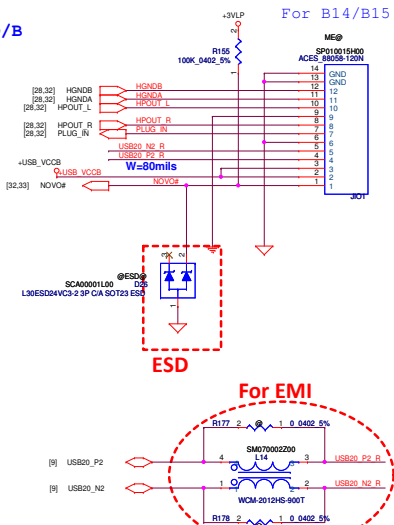 /B
For B14/B15
+3VLP
ME@
SP010015H00
ACES_88058-120N
R155
100K_0402_5%
2
1
14 GND
13 GND
[28,32] HGNDB HGNDB 12 12
[28,32] HGNDA HGNDA 11 11
[28,32] HPOUT_L HPOUT_L 10 10
9 9
[28,32] HPOUT_R HPOUT_R 8 8
[28,32] PLUG_IN PLUG_IN 7 7
6 6
USB20_N2_R 5 5
USB20_P2_R 4 4
+USB_VCCB W=80mils 3 3
+USB_VCCB 2 2
[32,33] NOVO# NOVO# 1 1
JIO1
@ESD@
3 2
SCA00001L00 D26
L30ESD24VC3-2 3P C/A SOT23 ESD
1
ESD
For EMI
R177 2 @ 1 0_0402_5%
SM070002Z00
[9] USB20_P2 4 L14 3 USB20_P2_R
[9] USB20_N2 1 2 USB20_N2_R
WCM-2012HS-900T
R178 2 @ 1 0_0402_5%